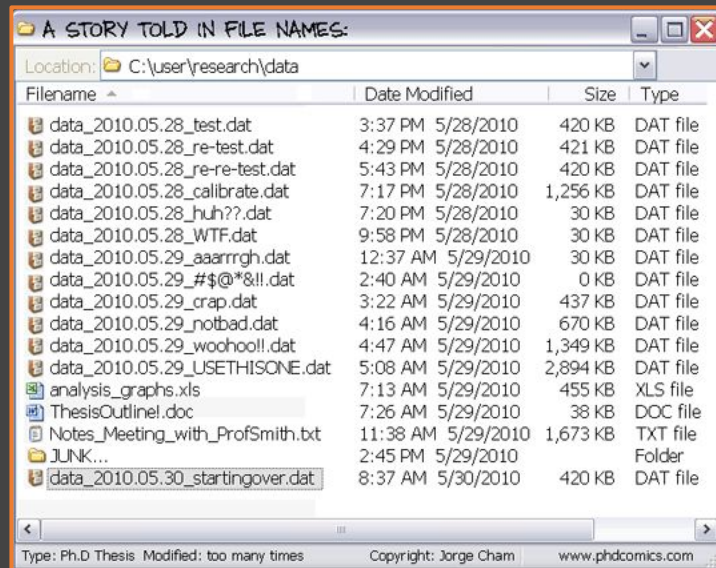 A STORY TOLD IN FILE NAMES:
Location: C:\user\research\data
Filename Date Modified Size Type
data_2010.05.28_test.dat 3:37 PM 5/28/2010 420 KB DAT file
data_2010.05.28_re-test.dat 4:29 PM 5/28/2010 421 KB DAT file
data_2010.05.28_re-re-test.dat 5:43 PM 5/28/2010 420 KB DAT file
data_2010.05.28_calibrate.dat 7:17 PM 5/28/2010 1,256 KB DAT file
data_2010.05.28_huh??.dat 7:20 PM 5/28/2010 30 KB DAT file
data_2010.05.28_WTF.dat 9:58 PM 5/28/2010 30 KB DAT file
data_2010.05.29_aaarrrgh.dat 12:37 AM 5/29/2010 30 KB DAT file
data_2010.05.29_#$@*&!!.dat 2:40 AM 5/29/2010 0 KB DAT file
data_2010.05.29_crap.dat 3:22 AM 5/29/2010 437 KB DAT file
data_2010.05.29_notbad.dat 4:16 AM 5/29/2010 670 KB DAT file
data_2010.05.29_woohoo!!.dat 4:47 AM 5/29/2010 1,349 KB DAT file
data_2010.05.29_USETHISONE.dat 5:08 AM 5/29/2010 2,894 KB DAT file
analysis_graphs.xls 7:13 AM 5/29/2010 455 KB XLS file
ThesisOutline!.doc 7:26 AM 5/29/2010 38 KB DOC file
Notes_Meeting_with_ProfSmith.txt 11:38 AM 5/29/2010 1,673 KB TXT file
JUNK... 2:45 PM 5/29/2010 Folder
data_2010.05.30_startingover.dat 8:37 AM 5/30/2010 420 KB DAT file
Type: Ph.D Thesis Modified: too many times Copyright: Jorge Cham www.phdcomics.com